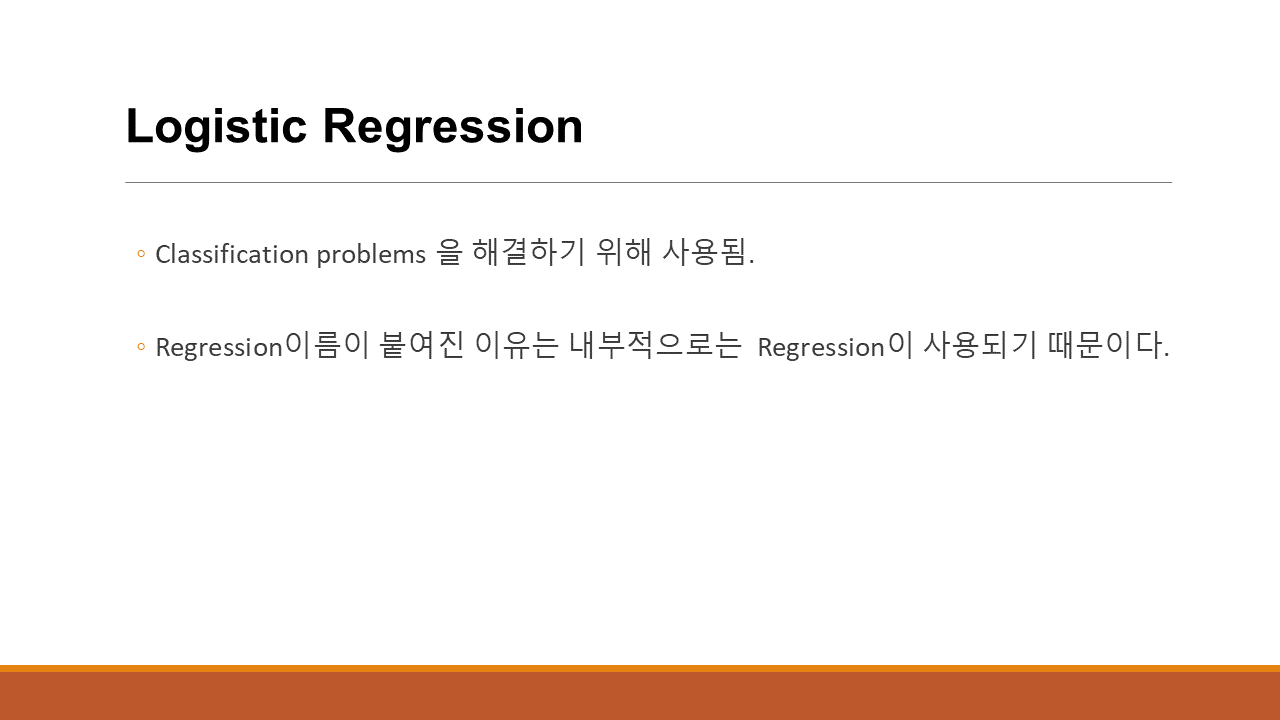 Logistic Regression
◦ Classification problems 을 해결하기 위해 사용됨.
◦ Regression이름이 붙여진 이유는 내부적으로는 Regression이 사용되기 때문이다.